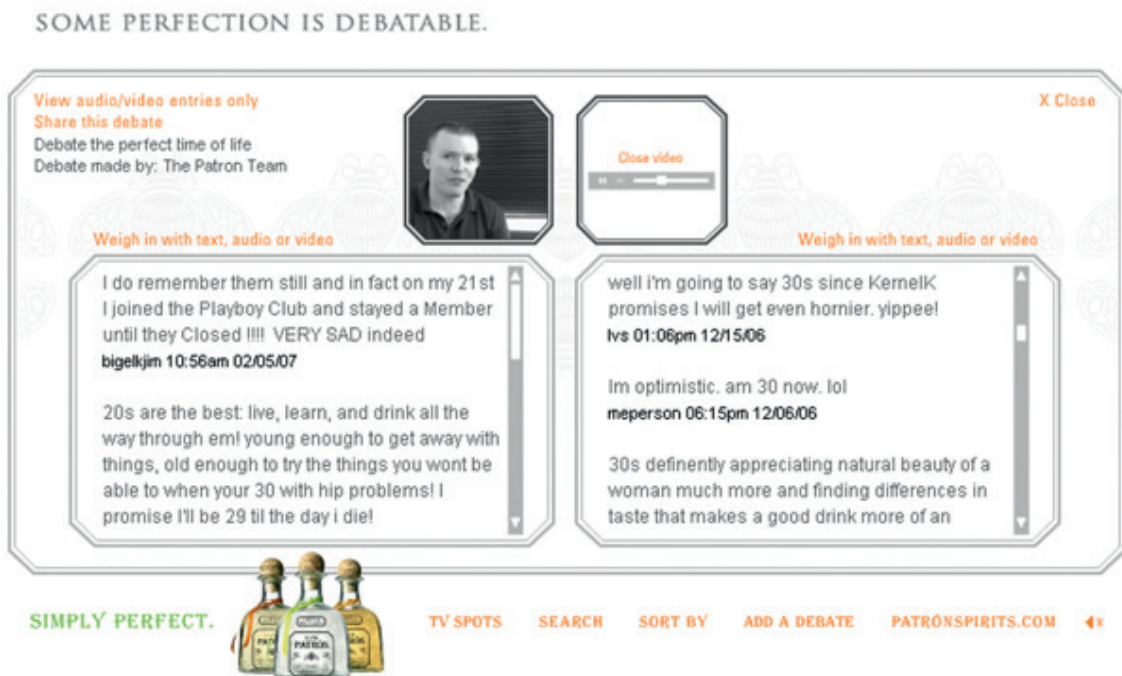 SOME PERFECTION IS DEBATABLE.
View audio/video entries only
Share this debate
Debate the perfect time of life
Debate made by: The Patron Team
X Close
Close video
Weigh in with text, audio or video
Weigh in with text, audio or video
I do remember them still and in fact on my 21st
I joined the Playboy Club and stayed a Member
until they Closed !!!! VERY SAD indeed
bigelkjim 10:56am 02/05/07
20s are the best: live, learn, and drink all the
way through em! young enough to get away with
things, old enough to try the things you wont be
able to when your 30 with hip problems! I
promise I'll be 29 til the day i die!
well i'm going to say 30s since KernelK
promises I will get even hornier. yippee!
lvs 01:06pm 12/15/06
Im optimistic. am 30 now. lol
meperson 06:15pm 12/06/06
30s definently appreciating natural beauty of a
woman much more and finding differences in
taste that makes a good drink more of an
SIMPLY PERFECT.
PATRÓN
TV SPOTS
SEARCH
SORT BY
ADD A DEBATE
PATRÓNSPIRITS.COM